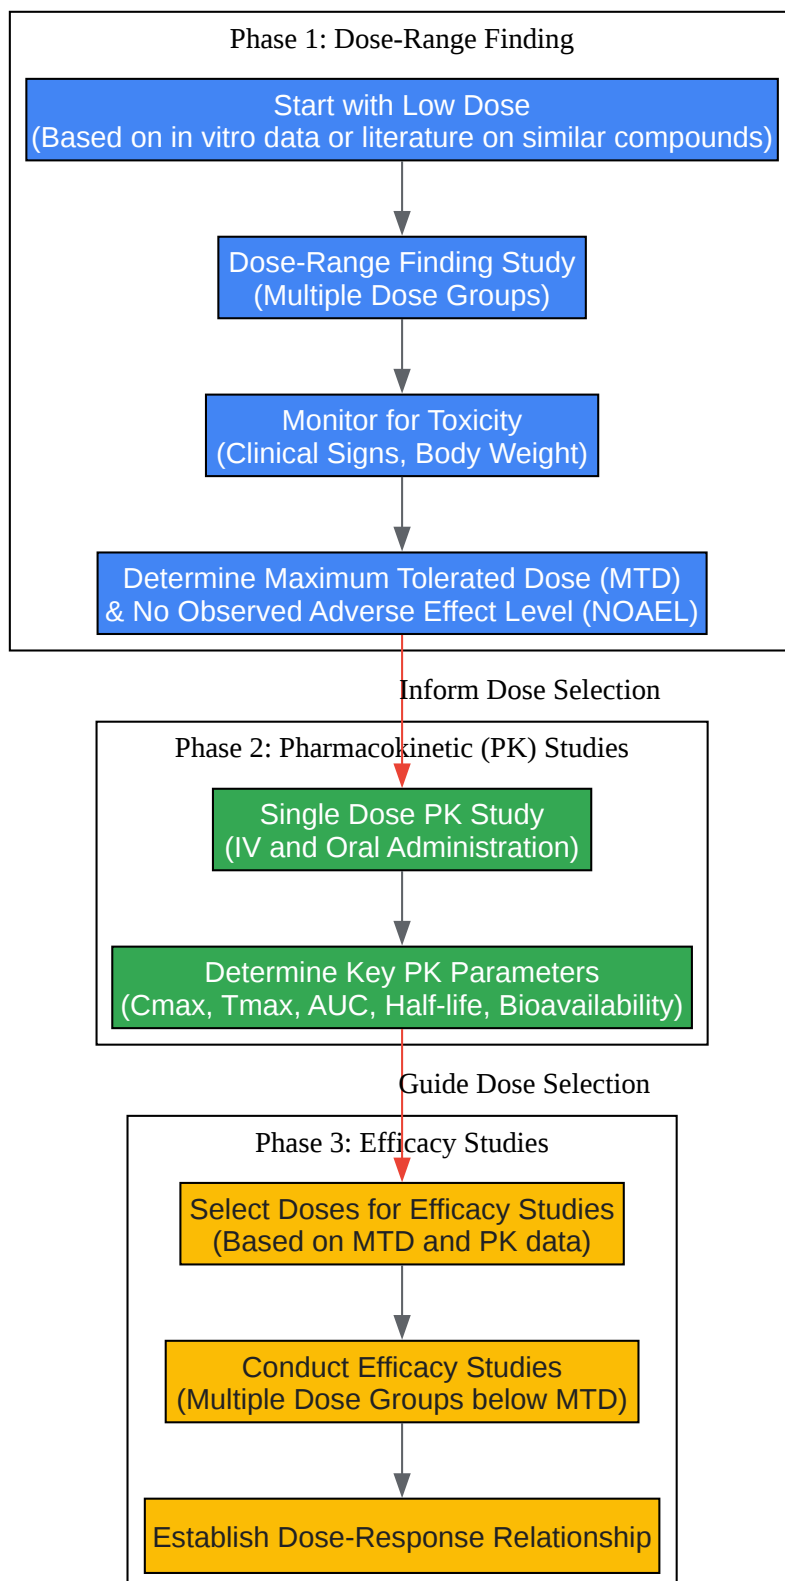 Phase 1: Dose-Range Finding
Start with Low Dose
(Based on in vitro data or literature on similar compounds)
Dose-Range Finding Study
(Multiple Dose Groups)
Monitor for Toxicity
(Clinical Signs, Body Weight)
Determine Maximum Tolerated Dose (MTD)
& No Observed Adverse Effect Level (NOAEL)
Inform Dose Selection
Phase 2: Pharmacokinetic (PK) Studies
Single Dose PK Study
(IV and Oral Administration)
Determine Key PK Parameters
(Cmax, Tmax, AUC, Half-life, Bioavailability)
Guide Dose Selection
Phase 3: Efficacy Studies
Select Doses for Efficacy Studies
(Based on MTD and PK data)
Conduct Efficacy Studies
(Multiple Dose Groups below MTD)
Establish Dose-Response Relationship